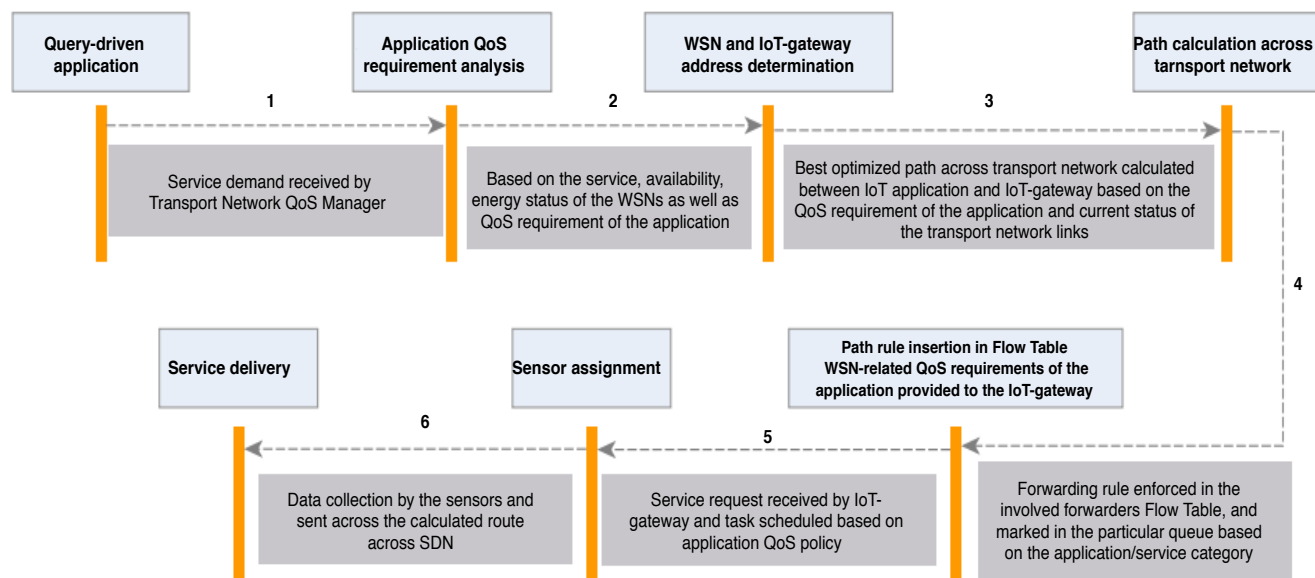 Query-driven
application
Application QoS
requirement analysis
WSN and IoT-gateway
address determination
Path calculation across
tarnsport network
1
2
3
Service demand received by
Transport Network QoS Manager
Based on the service, availability,
energy status of the WSNs as well as
QoS requirement of the application
Best optimized path across transport network calculated
between IoT application and IoT-gateway based on the
QoS requirement of the application and current status of
the transport network links
4
Service delivery
Sensor assignment
Path rule insertion in Flow Table
WSN-related QoS requirements of the
application provided to the IoT-gateway
6
5
Data collection by the sensors and
sent across the calculated route
across SDN
Service request received by IoT-
gateway and task scheduled based on
application QoS policy
Forwarding rule enforced in the
involved forwarders Flow Table, and
marked in the particular queue based
on the application/service category